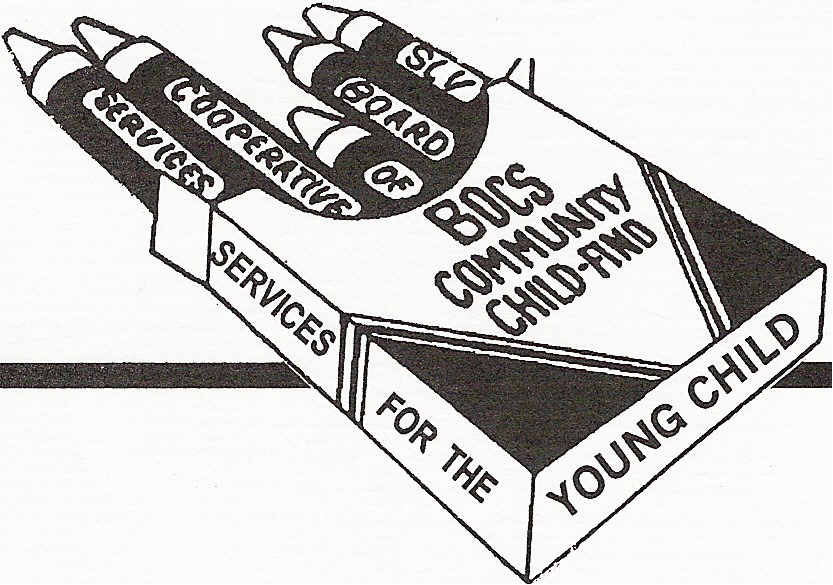 SLV
BOARD
OF
COOPERATIVE
SERVICES
BOCS
COMMUNITY
CHILD-FIND
SERVICES
FOR THE
YOUNG CHILD